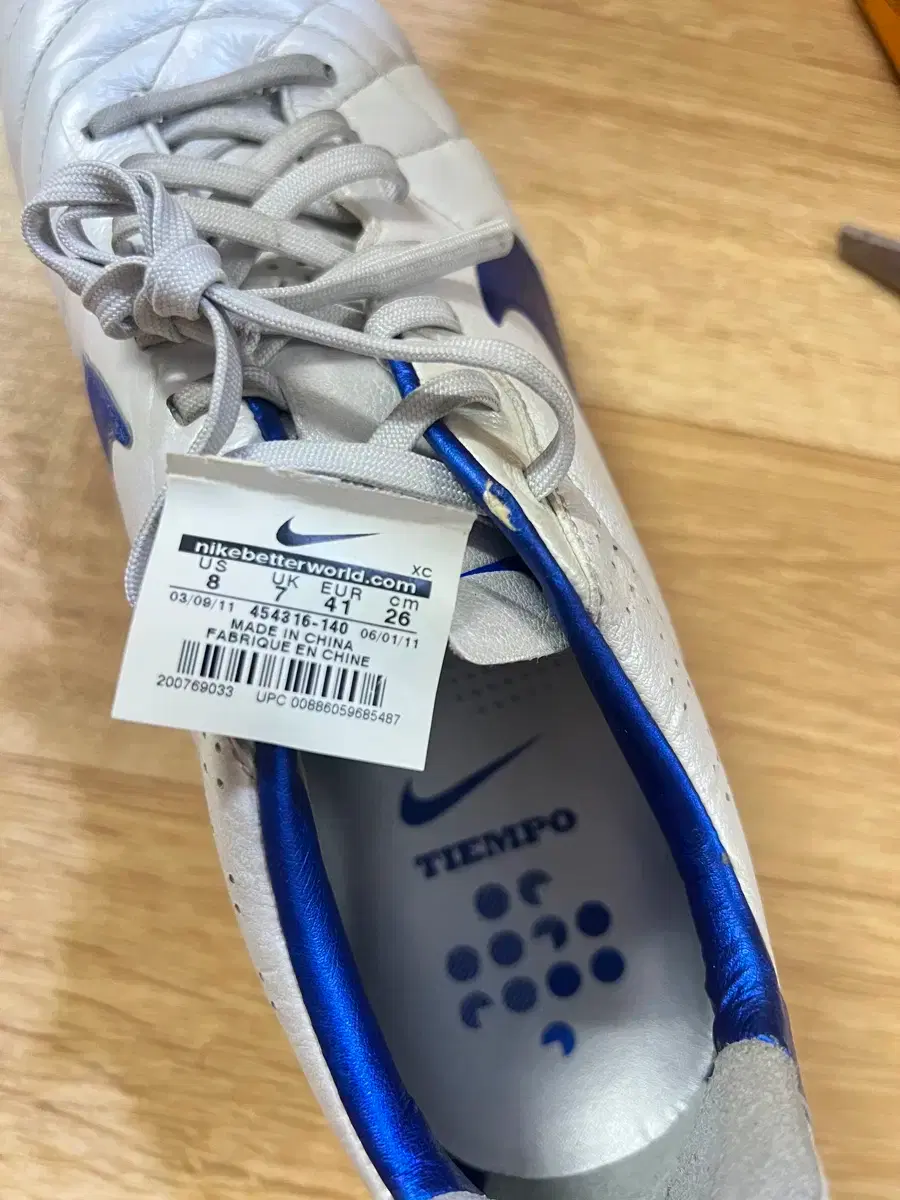 nikebetterworld.com
XC
US UK EUR cm
8 7 41 26
03/09/11 454316-140 06/01/11
MADE IN CHINA
FABRIQUE EN CHINE
200769033 UPC 00886059685487
TIEMPO